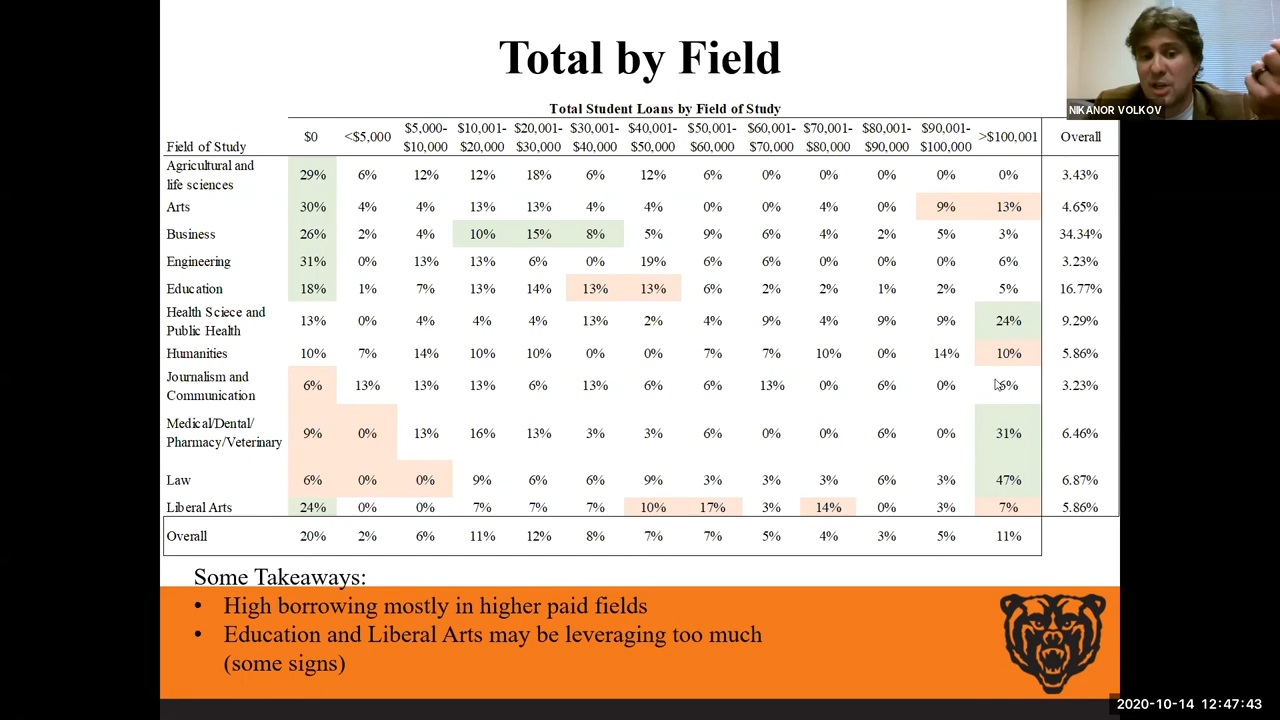 Total by Field
NIKANOR VOLKOV
Total Student Loans by Field of Study
Field of Study $0 <$5,000 $5,000-$10,000 $10,001-$20,000 $20,001-$30,000 $30,001-$40,000 $40,001-$50,000 $50,001-$60,000 $60,001-$70,000 $70,001-$80,000 $80,001-$90,000 $90,001-$100,000 >$100,001 Overall
Agricultural and life sciences 29% 6% 12% 12% 18% 6% 12% 6% 0% 0% 0% 0% 0% 3.43%
Arts 30% 4% 4% 13% 13% 4% 4% 0% 0% 4% 0% 9% 13% 4.65%
Business 26% 2% 4% 10% 15% 8% 5% 9% 6% 4% 2% 5% 3% 34.34%
Engineering 31% 0% 13% 13% 6% 0% 19% 6% 6% 0% 0% 0% 6% 3.23%
Education 18% 1% 7% 13% 14% 13% 13% 6% 2% 2% 1% 2% 5% 16.77%
Health Sciece and Public Health 13% 0% 4% 4% 4% 13% 2% 4% 9% 4% 9% 9% 24% 9.29%
Humanities 10% 7% 14% 10% 10% 0% 0% 7% 7% 10% 0% 14% 10% 5.86%
Journalism and Communication 6% 13% 13% 13% 6% 13% 6% 6% 13% 0% 6% 0% 6% 3.23%
Medical/Dental/ Pharmacy/Veterinary 9% 0% 13% 16% 13% 3% 3% 6% 0% 0% 6% 0% 31% 6.46%
Law 6% 0% 0% 9% 6% 6% 9% 3% 3% 3% 6% 3% 47% 6.87%
Liberal Arts 24% 0% 0% 7% 7% 7% 10% 17% 3% 14% 0% 3% 7% 5.86%
Overall 20% 2% 6% 11% 12% 8% 7% 7% 5% 4% 3% 5% 11%
Some Takeaways:
• High borrowing mostly in higher paid fields
• Education and Liberal Arts may be leveraging too much
(some signs)
2020-10-14 12:47:43